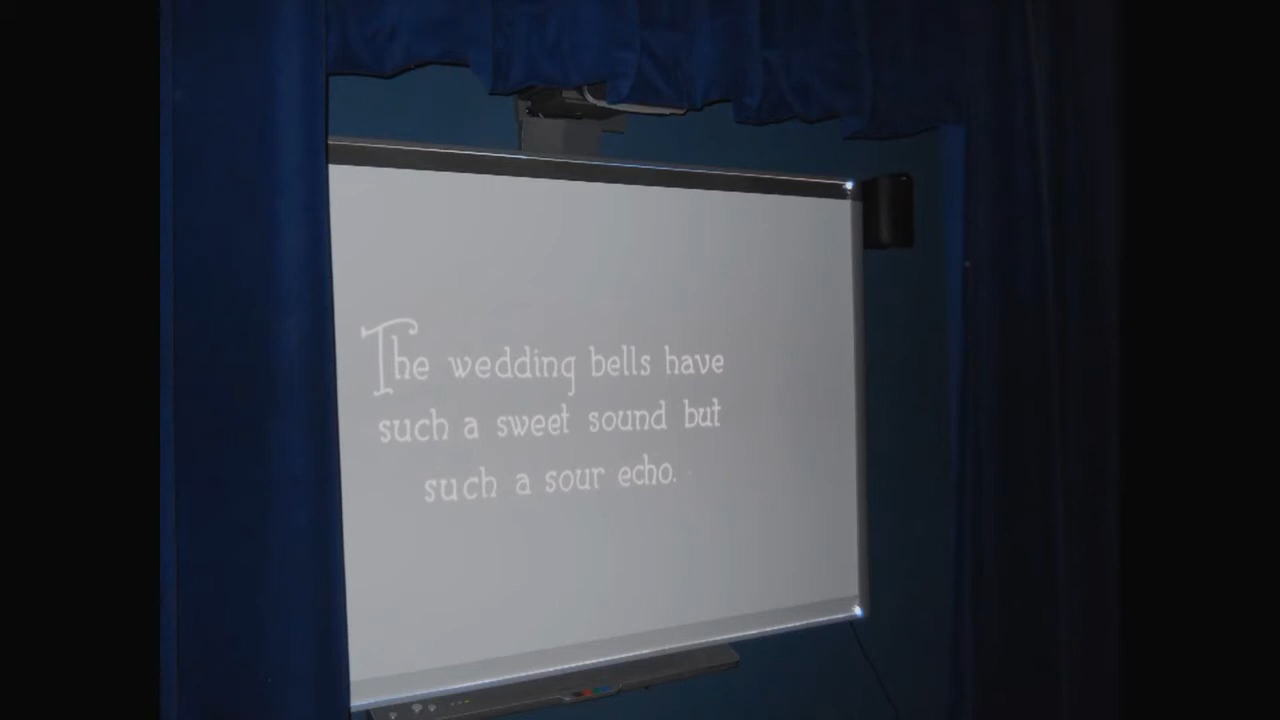 The wedding bells have
such a sweet sound but
such a sour echo.